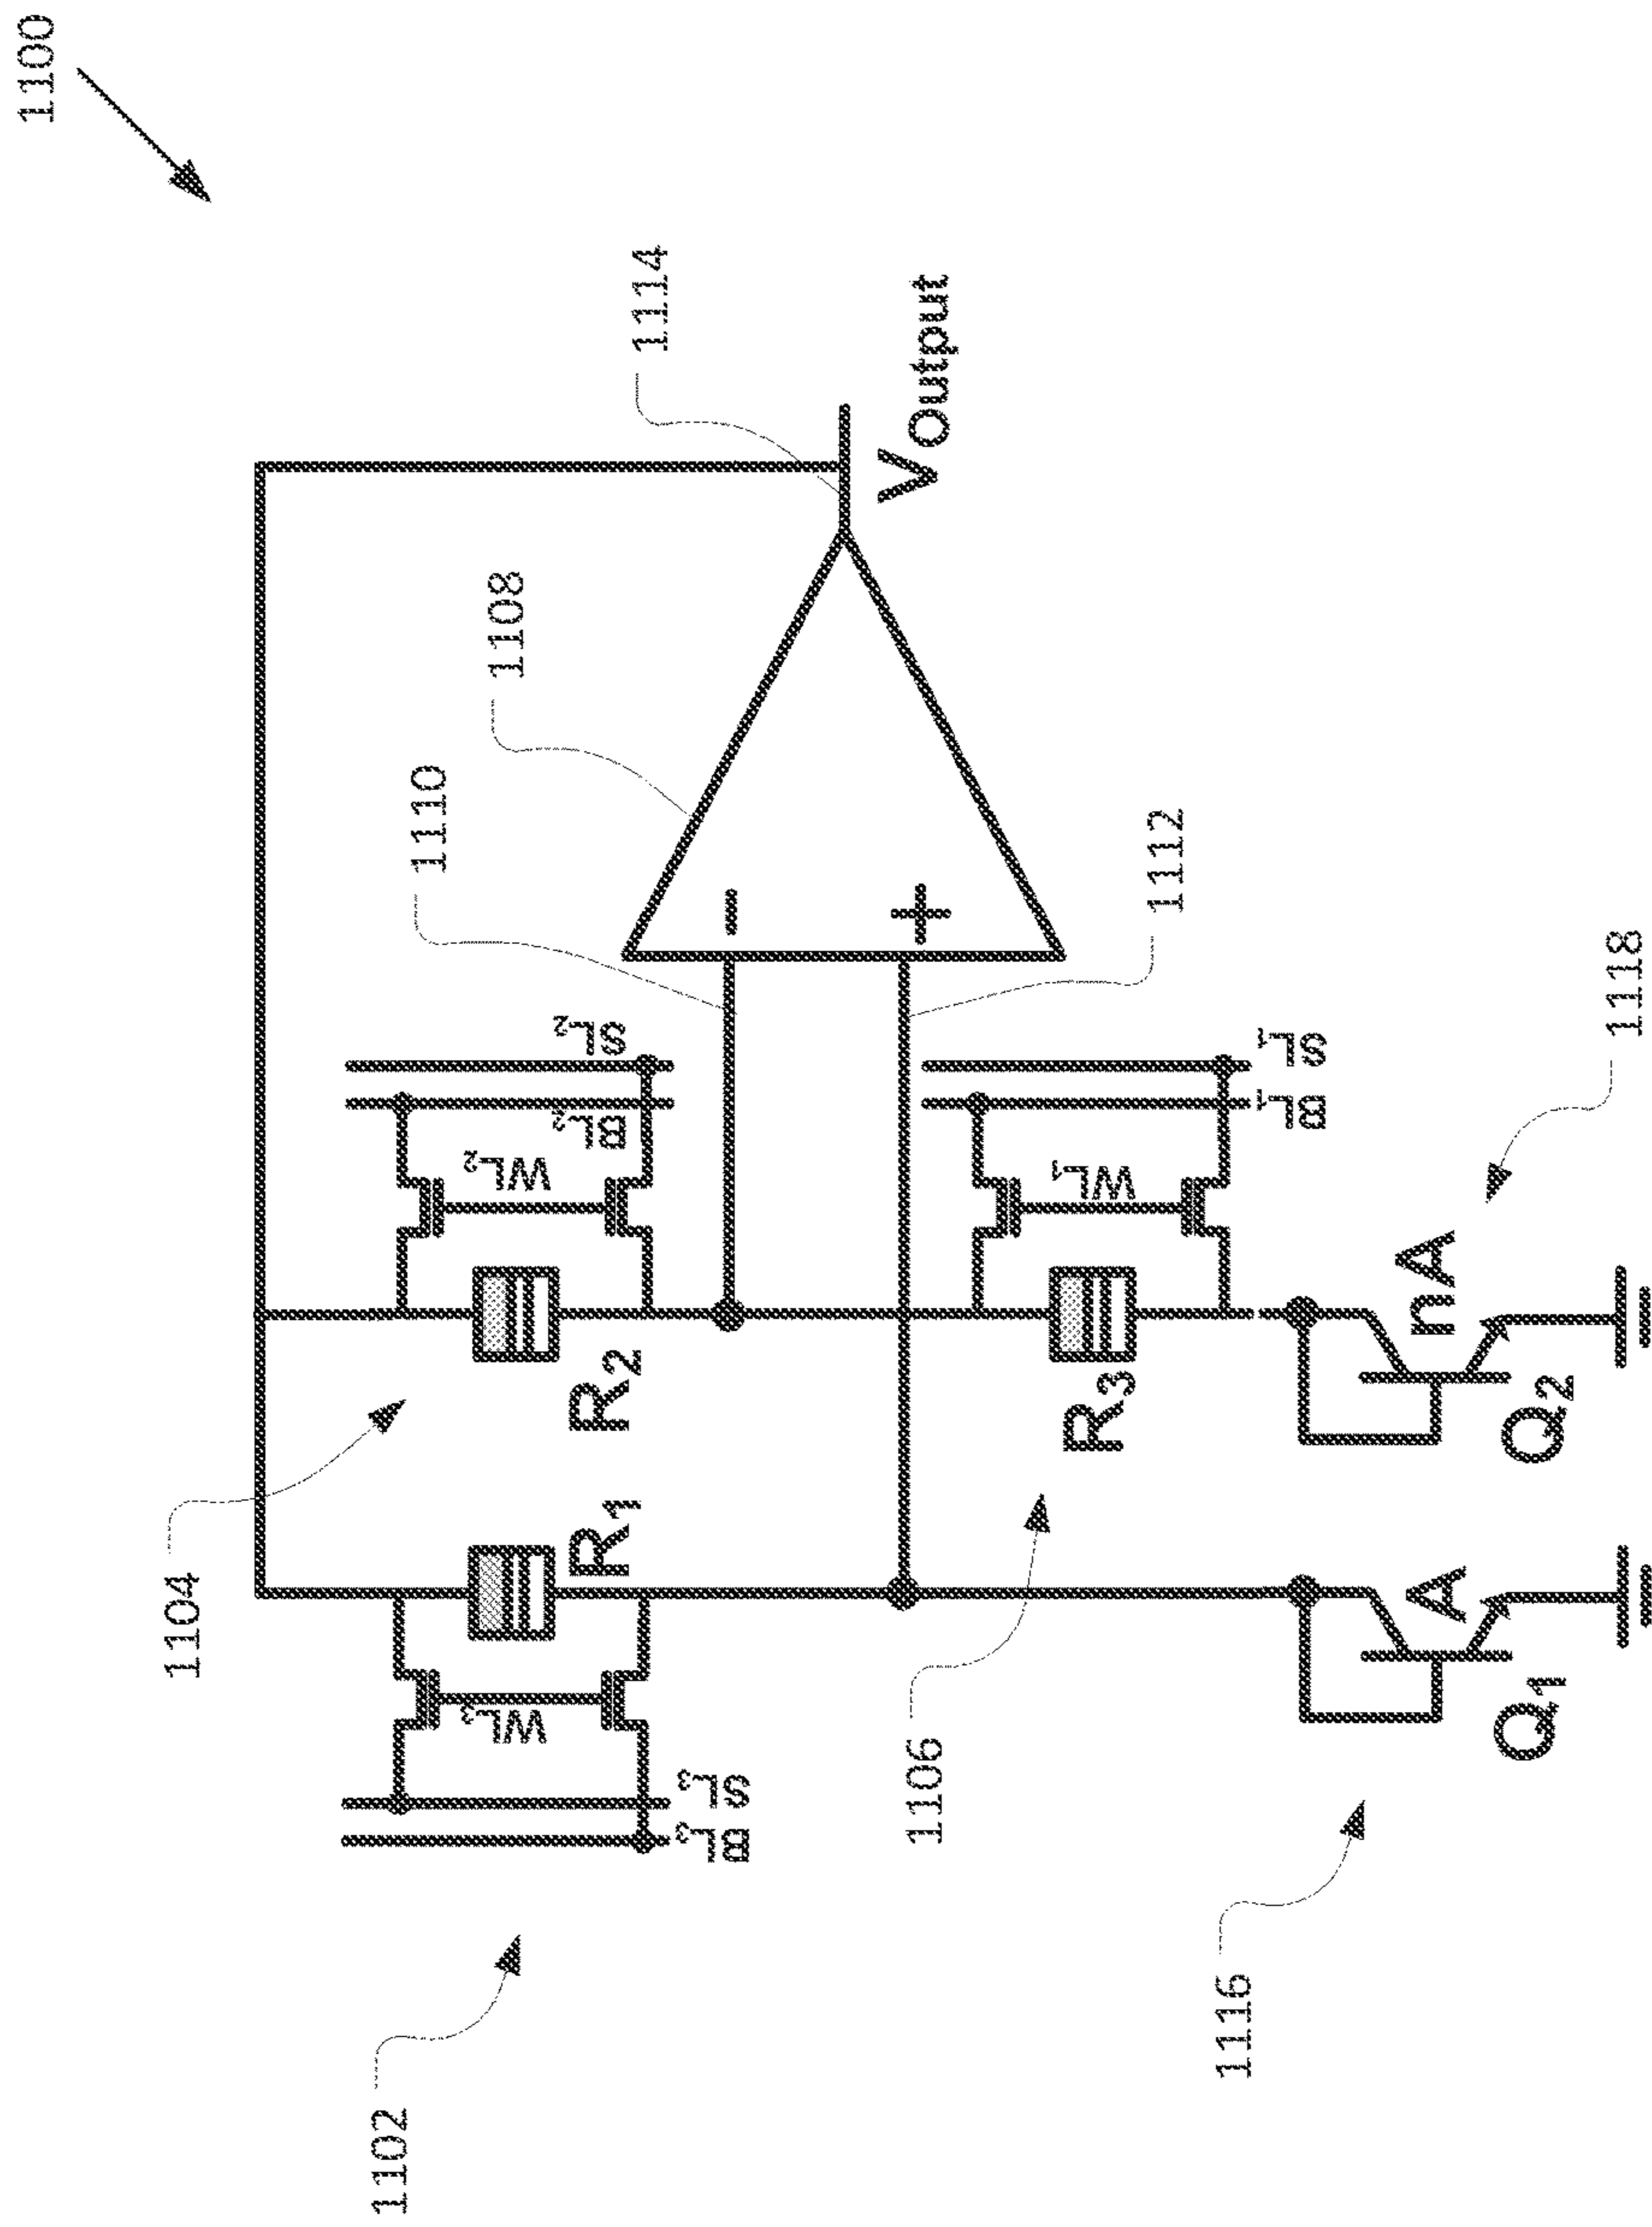 1100
1114
Voutput
1108
1110
1112
SL2
BL2
WL2
SL1
BL1
WL1
1118
−
+
R2
R3
nA
Q2
1104
R1
1106
WL3
SL3
BL3
A
Q1
1102
1116